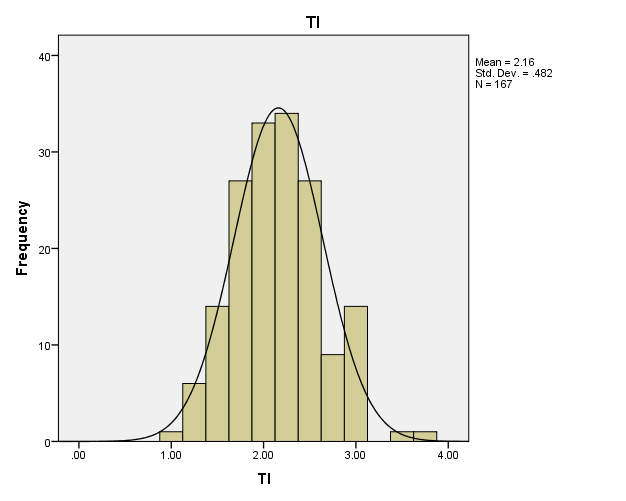 TI
Mean = 2.16
Std. Dev. = .482
N = 167
Frequency
40
30
20
10
0
.00 1.00 2.00 3.00 4.00
TI